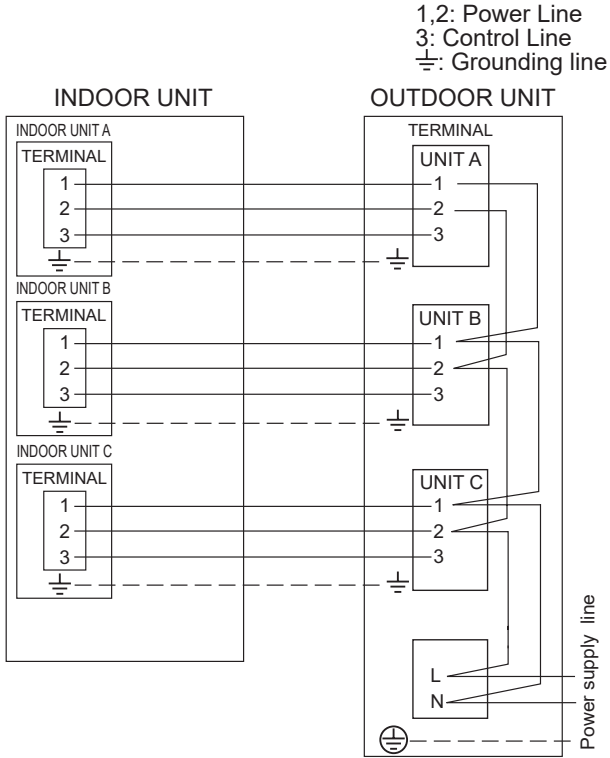 1,2: Power Line
3: Control Line
⏚: Grounding line
INDOOR UNIT
OUTDOOR UNIT
INDOOR UNIT A
TERMINAL
1
2
3
TERMINAL
UNIT A
1
2
3
INDOOR UNIT B
TERMINAL
1
2
3
UNIT B
1
2
3
INDOOR UNIT C
TERMINAL
1
2
3
UNIT C
1
2
3
L
N
Power supply line